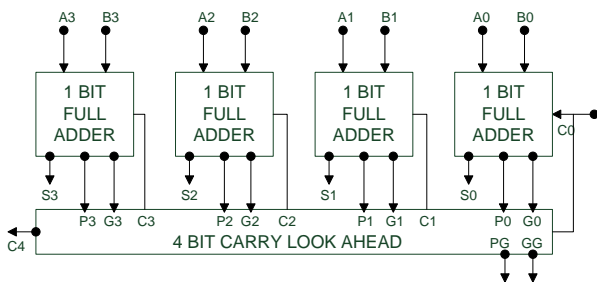 A3 B3 A2 B2 A1 B1 A0 B0
1 BIT FULL ADDER
1 BIT FULL ADDER
1 BIT FULL ADDER
1 BIT FULL ADDER
C0
S3 S2 S1 S0
P3 G3 C3 P2 G2 C2 P1 G1 C1 P0 G0
C4
4 BIT CARRY LOOK AHEAD
PG GG